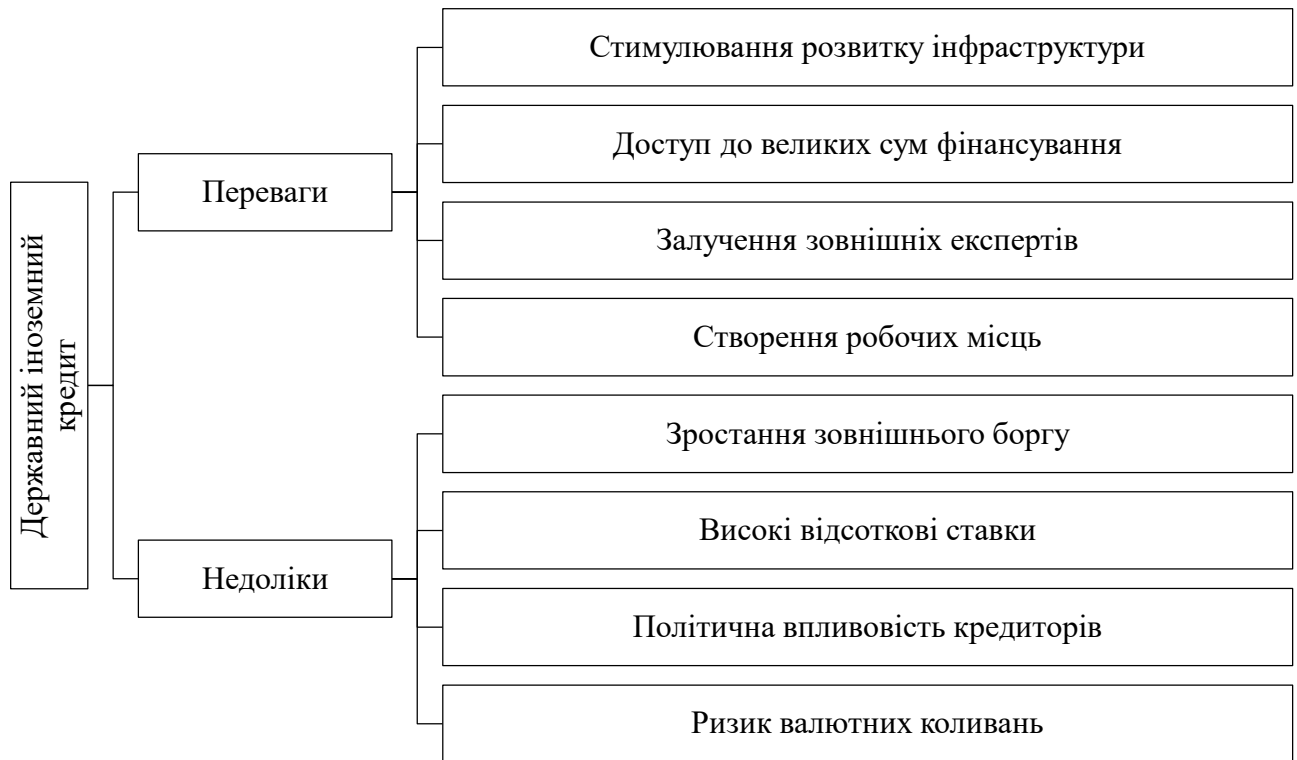 Державний іноземний
кредит
Переваги
Стимулювання розвитку інфраструктури
Доступ до великих сум фінансування
Залучення зовнішніх експертів
Створення робочих місць
Недоліки
Зростання зовнішнього боргу
Високі відсоткові ставки
Політична впливовість кредиторів
Ризик валютних коливань